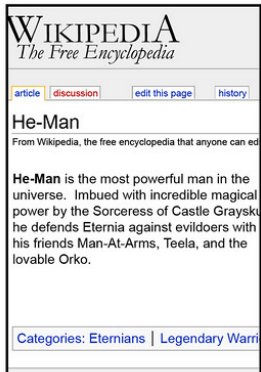 WIKIPEDIA
The Free Encyclopedia
article discussion edit this page history
He-Man
From Wikipedia, the free encyclopedia that anyone can ed
He-Man is the most powerful man in the
universe. Imbued with incredible magical
power by the Sorceress of Castle Graysku
he defends Eternia against evildoers with
his friends Man-At-Arms, Teela, and the
lovable Orko.
Categories: Eternians | Legendary Warri